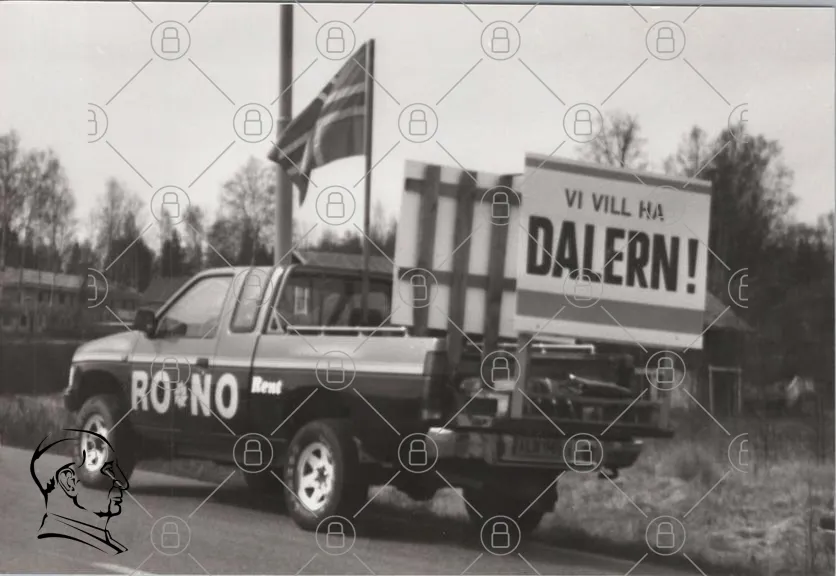 VI VILL HA
DALERN!
RO NO
Rent